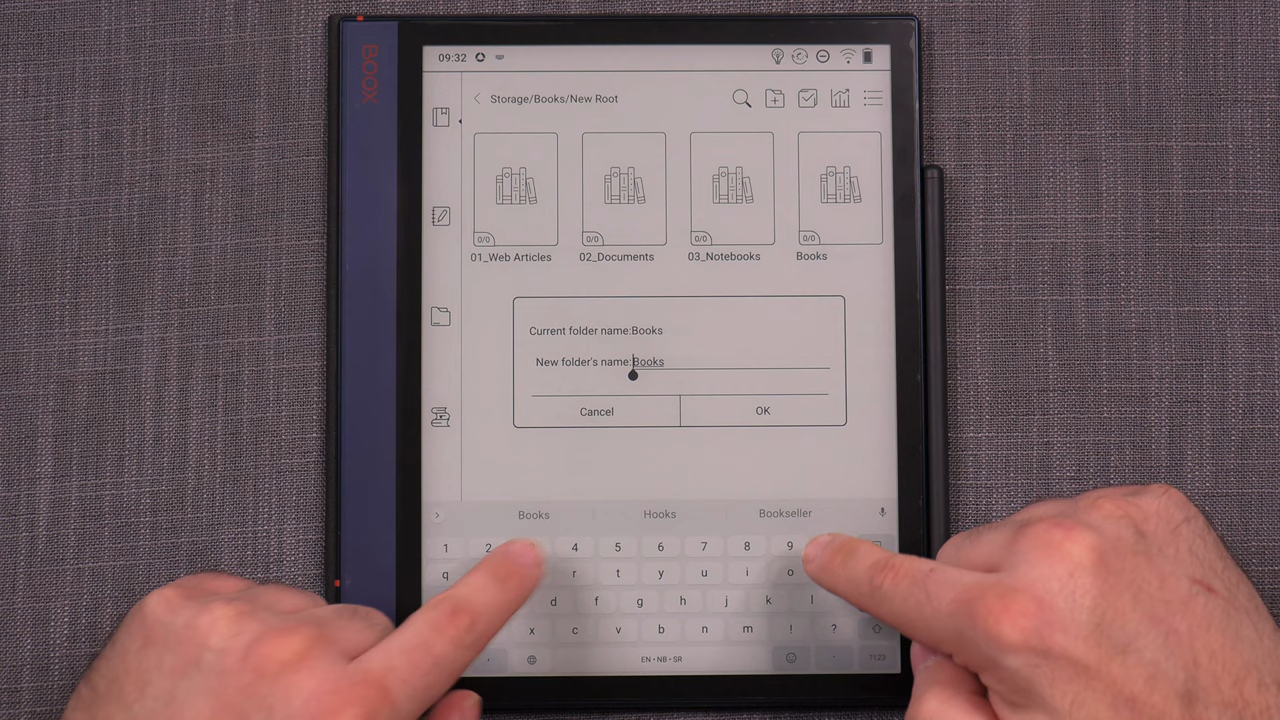 BOOX
09:32
Storage/Books/New Root
0/0 0/0 0/0 0/0
01_Web Articles 02_Documents 03_Notebooks Books
Current folder name:Books
New folder's name:Books
Cancel OK
Books Hooks Bookseller
1 2 4 5 6 7 8 9
q r t y u i o
d f g h j k l
x c v b n m ! ?
, EN • NB • SR . ?123